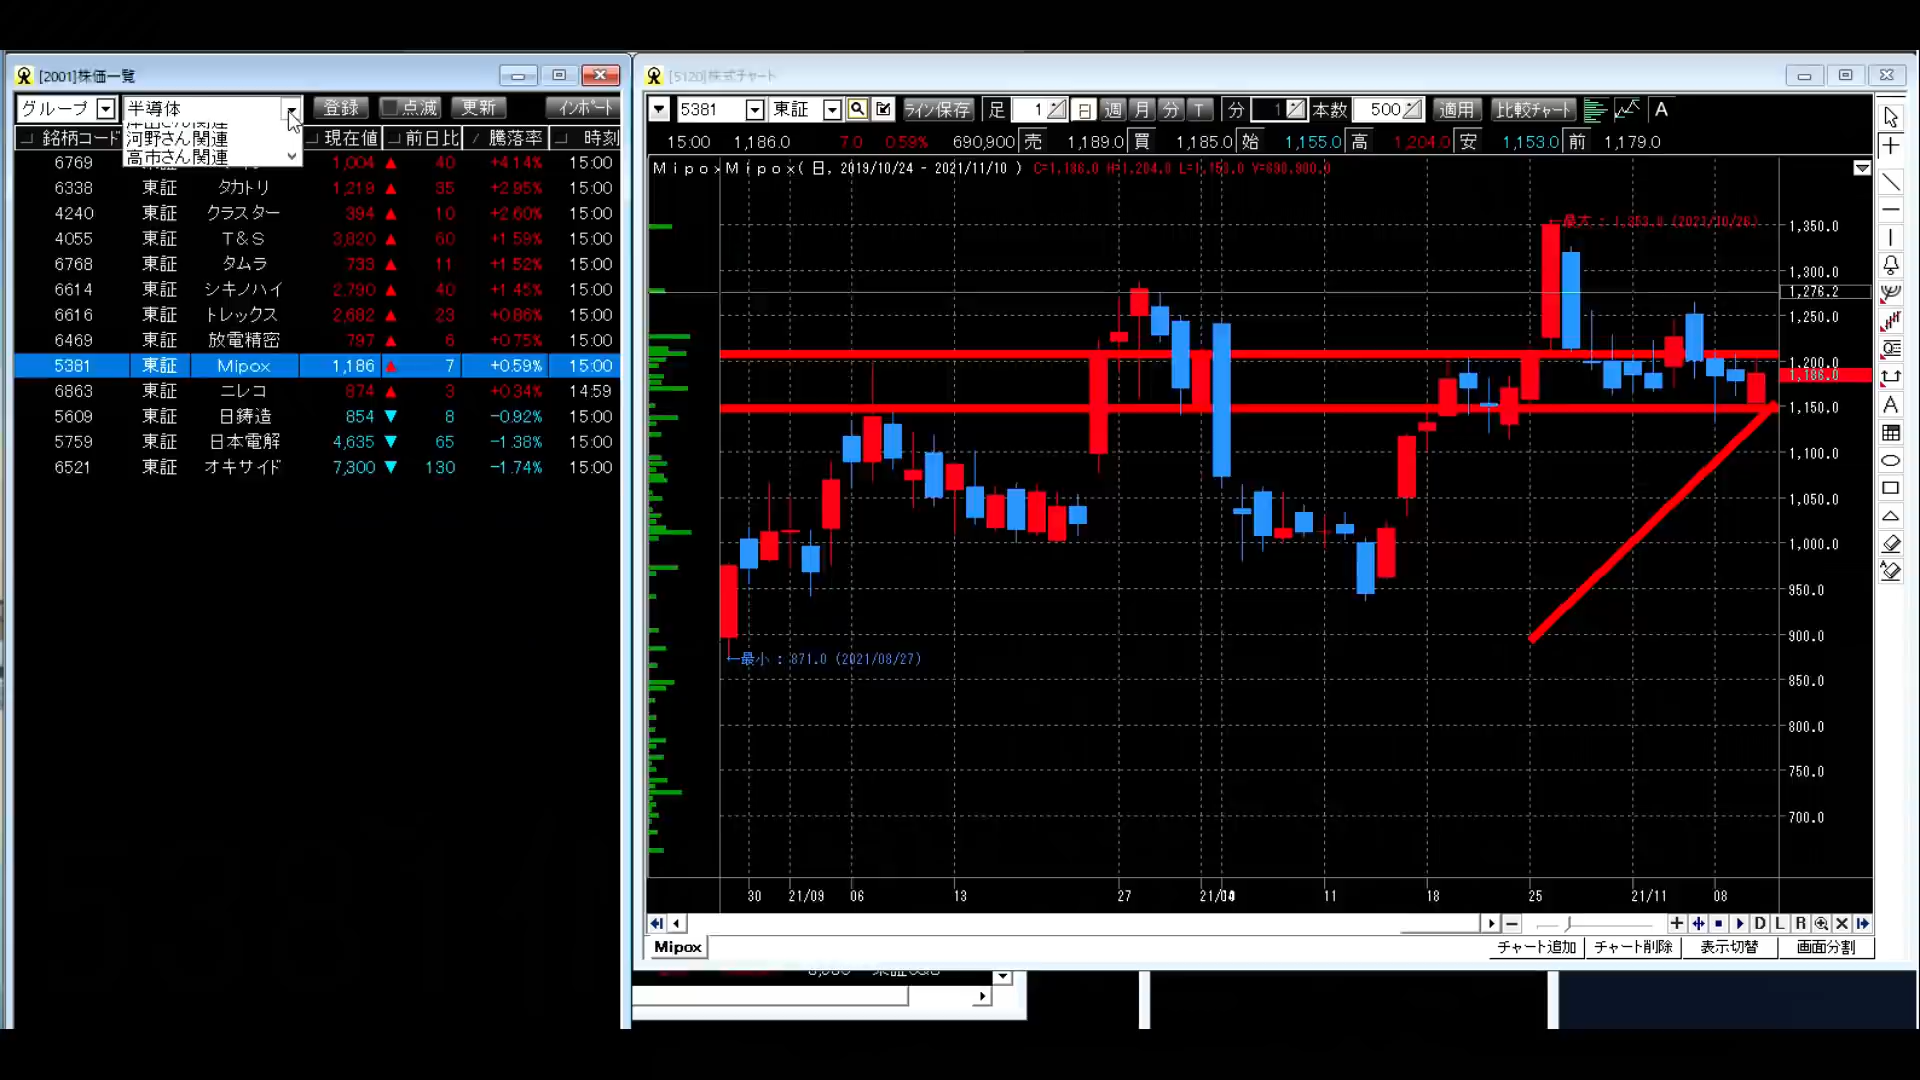 [2001]株価一覧
グループ 半導体 登録 点滅 更新 インポート
河野さん関連
高市さん関連
銘柄コード 現在値 前日比 騰落率 時刻
6769 東証 1,004 ▲ 40 +4.14% 15:00
6338 東証 タカトリ 1,219 ▲ 35 +2.95% 15:00
4240 東証 クラスター 394 ▲ 10 +2.60% 15:00
4055 東証 T&S 3,820 ▲ 60 +1.59% 15:00
6768 東証 タムラ 733 ▲ 11 +1.52% 15:00
6614 東証 シキノハイ 2,790 ▲ 40 +1.45% 15:00
6616 東証 トレックス 2,682 ▲ 23 +0.86% 15:00
6469 東証 放電精密 797 ▲ 6 +0.75% 15:00
5381 東証 Mipox 1,186 ▲ 7 +0.59% 15:00
6863 東証 ニレコ 874 ▲ 3 +0.34% 14:59
5609 東証 日鋳造 854 ▼ 8 -0.92% 15:00
5759 東証 日本電解 4,635 ▼ 65 -1.38% 15:00
6521 東証 オキサイド 7,300 ▼ 130 -1.74% 15:00
[5120]株式チャート
5381 東証 ライン保存 足 1 日 週 月 分 T 分 1 本数 500 適用 比較チャート A
15:00 1,186.0 7.0 0.59% 690,900 売 1,189.0 買 1,185.0 始 1,155.0 高 1,204.0 安 1,153.0 前 1,179.0
Mipox Mipox( 日, 2019/10/24 - 2021/11/10 ) C=1,186.0 H=1,204.0 L=1,153.0 V=690,900.0
←最大 : 1,353.0 (2021/10/26)
←最小 : 871.0 (2021/08/27)
1,350.0
1,300.0
1,276.2
1,250.0
1,200.0
1,186.0
1,150.0
1,100.0
1,050.0
1,000.0
950.0
900.0
850.0
800.0
750.0
700.0
30 21/09 06 13 27 11 18 25 21/11 08
D L R
Mipox チャート追加 チャート削除 表示切替 画面分割